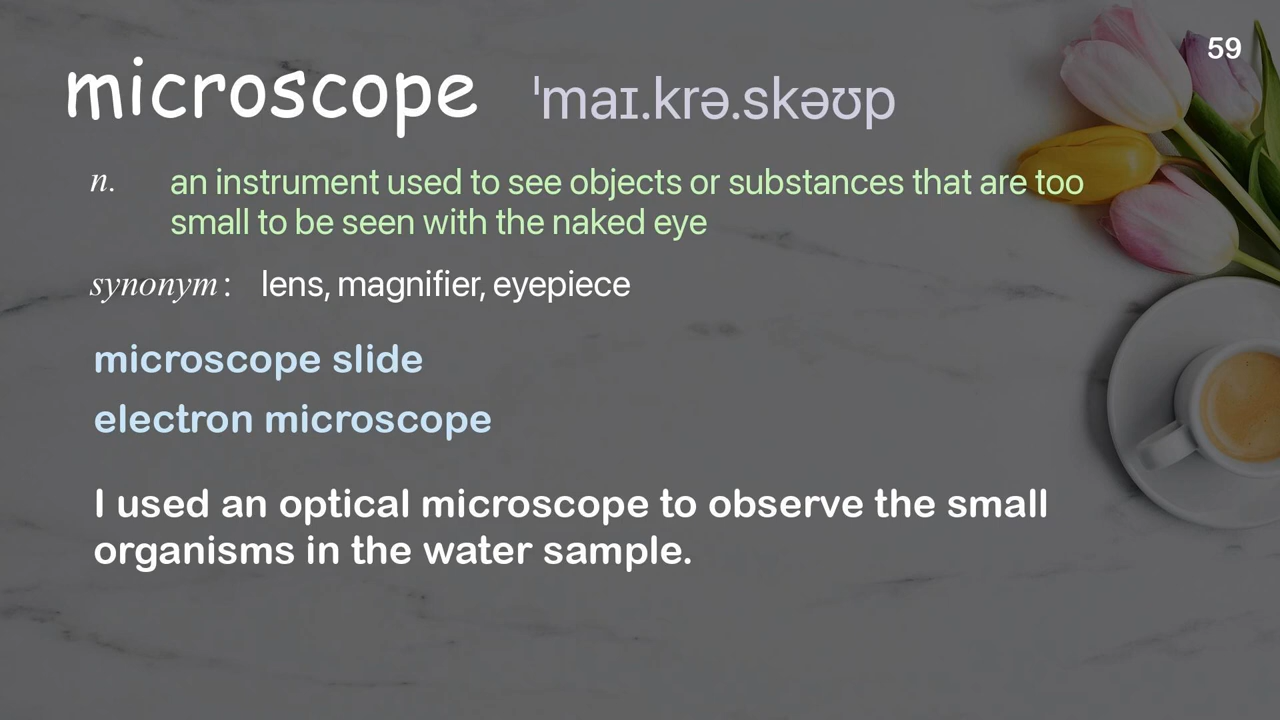 59
microscope ˈmaɪ.krə.skəʊp
n. an instrument used to see objects or substances that are too
small to be seen with the naked eye
synonym : lens, magnifier, eyepiece
microscope slide
electron microscope
I used an optical microscope to observe the small
organisms in the water sample.